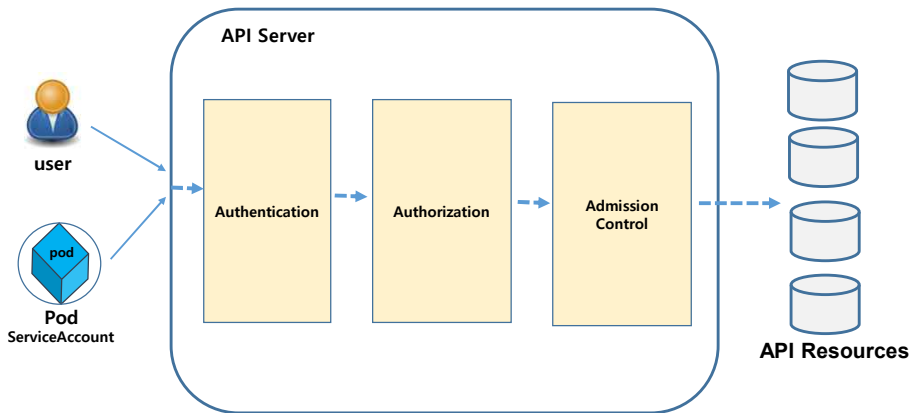 API Server
user
pod
Pod
ServiceAccount
Authentication
Authorization
Admission
Control
API Resources